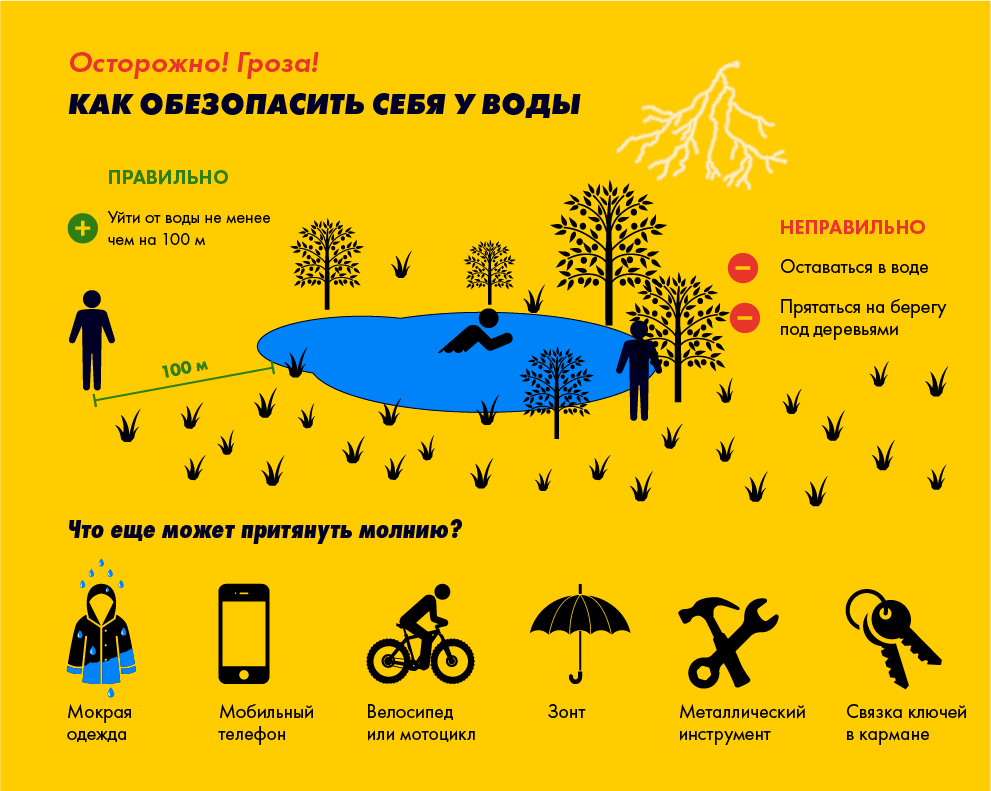 Осторожно! Гроза!
КАК ОБЕЗОПАСИТЬ СЕБЯ У ВОДЫ
ПРАВИЛЬНО
Уйти от воды не менее
чем на 100 м
НЕПРАВИЛЬНО
Оставаться в воде
Прятаться на берегу
под деревьями
100 м
Что еще может притянуть молнию?
Мокрая
одежда
Мобильный
телефон
Велосипед
или мотоцикл
Зонт
Металлический
инструмент
Связка ключей
в кармане